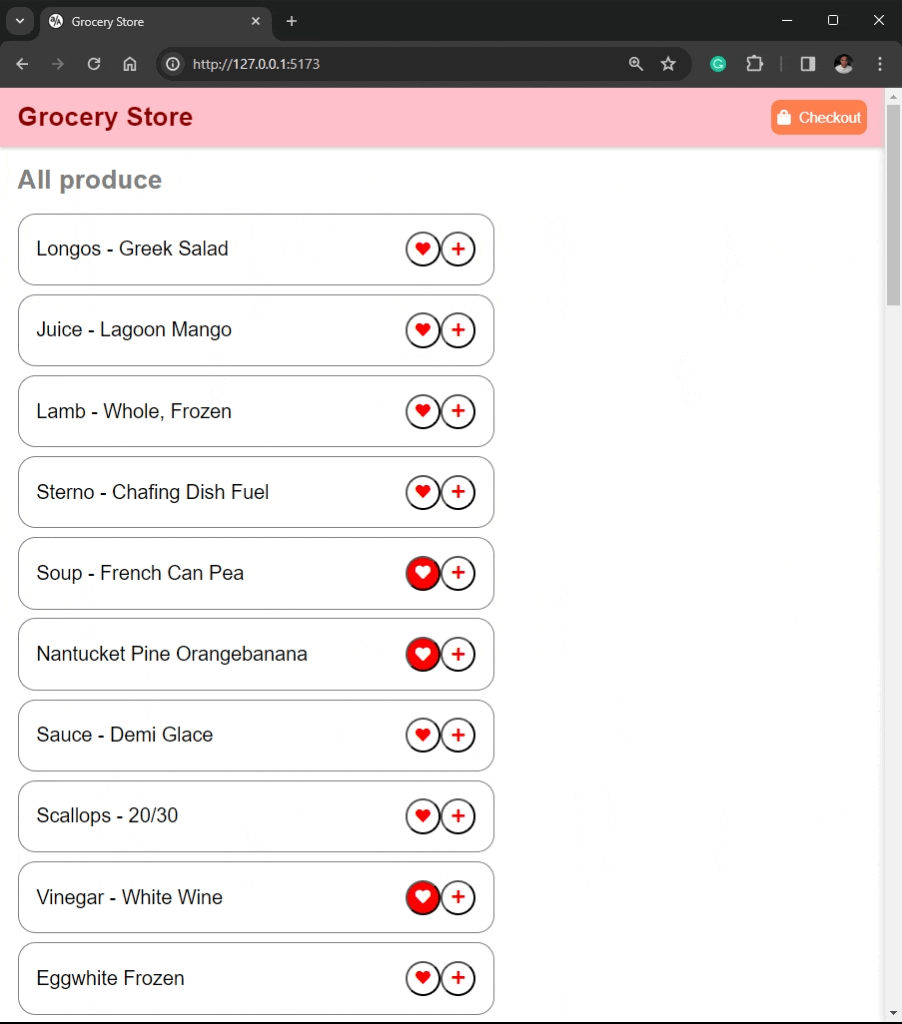 Grocery Store
http://127.0.0.1:5173
Grocery Store
Checkout
All produce
Longos - Greek Salad
Juice - Lagoon Mango
Lamb - Whole, Frozen
Sterno - Chafing Dish Fuel
Soup - French Can Pea
Nantucket Pine Orangebanana
Sauce - Demi Glace
Scallops - 20/30
Vinegar - White Wine
Eggwhite Frozen